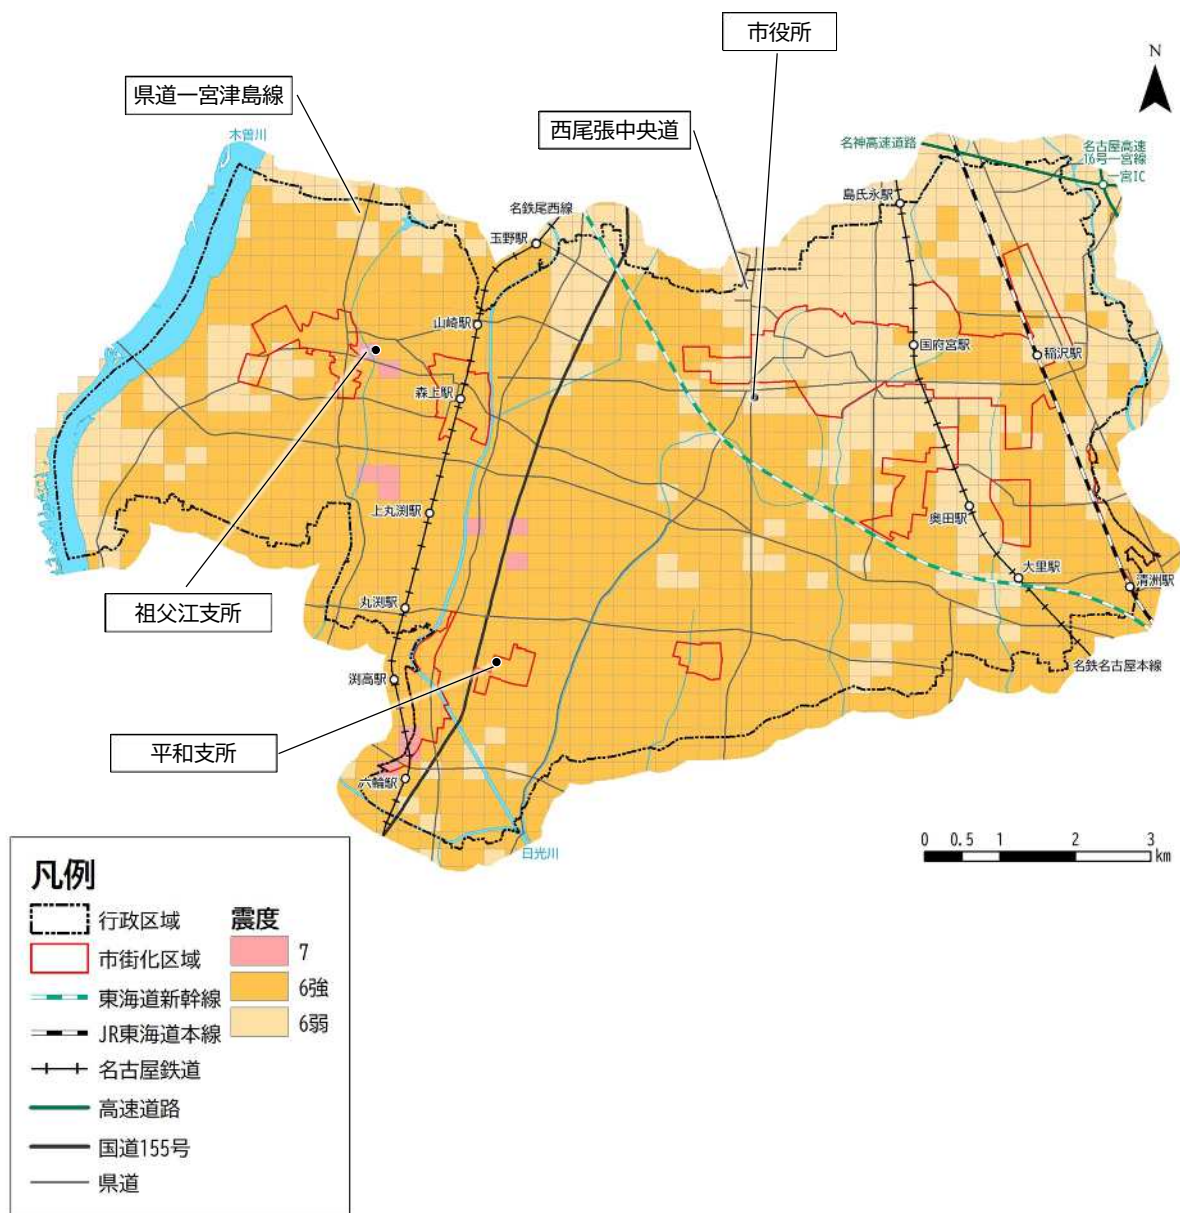 市役所
N
県道一宮津島線
西尾張中央道
木曽川
名神高速道路
名古屋高速
16号一宮線
一宮IC
島氏永駅
名鉄尾西線
玉野駅
山崎駅
国府宮駅
稲沢駅
森上駅
上丸渕駅
奥田駅
大里駅
清洲駅
祖父江支所
丸渕駅
名鉄名古屋本線
渕高駅
平和支所
六輪駅
日光川
0 0.5 1 2 3
km
凡例
行政区域
市街化区域
東海道新幹線
JR東海道本線
名古屋鉄道
高速道路
国道155号
県道
震度
7
6強
6弱